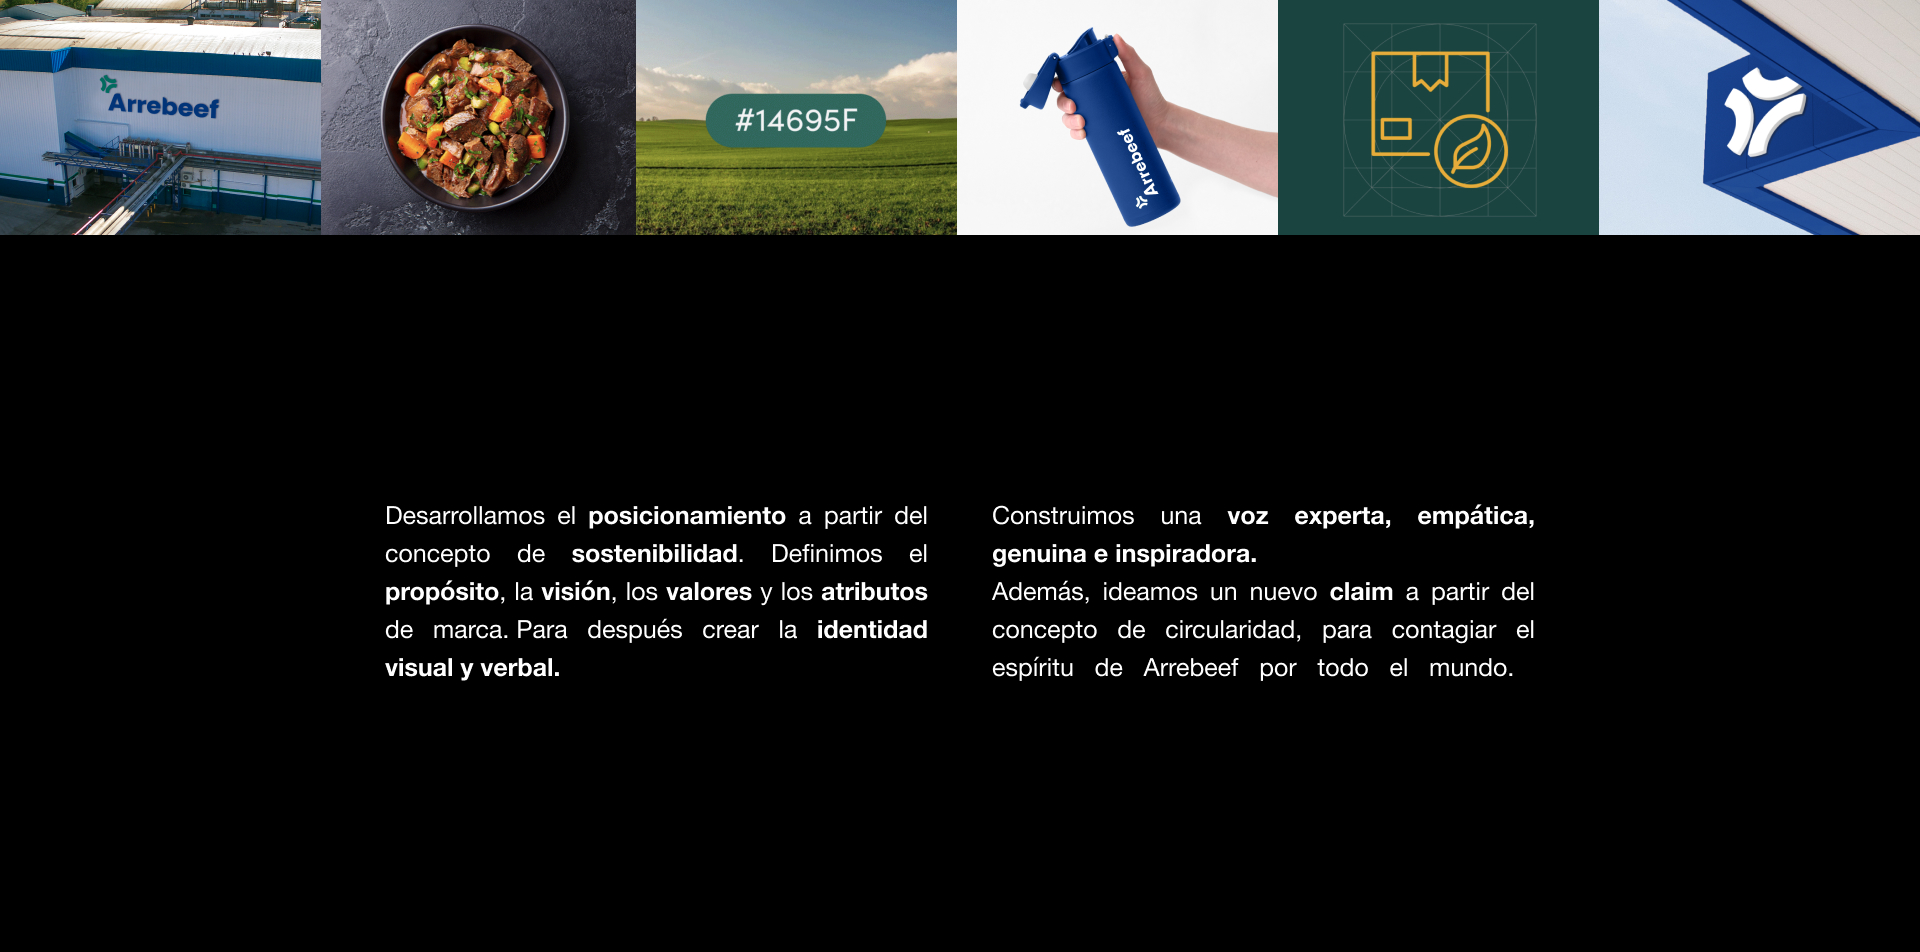 Arrebeef
#14695F
Arrebeef
Desarrollamos el posicionamiento a partir del
concepto de sostenibilidad. Definimos el
propósito, la visión, los valores y los atributos
de marca. Para después crear la identidad
visual y verbal.
Construimos una voz experta, empática,
genuina e inspiradora.
Además, ideamos un nuevo claim a partir del
concepto de circularidad, para contagiar el
espíritu de Arrebeef por todo el mundo.